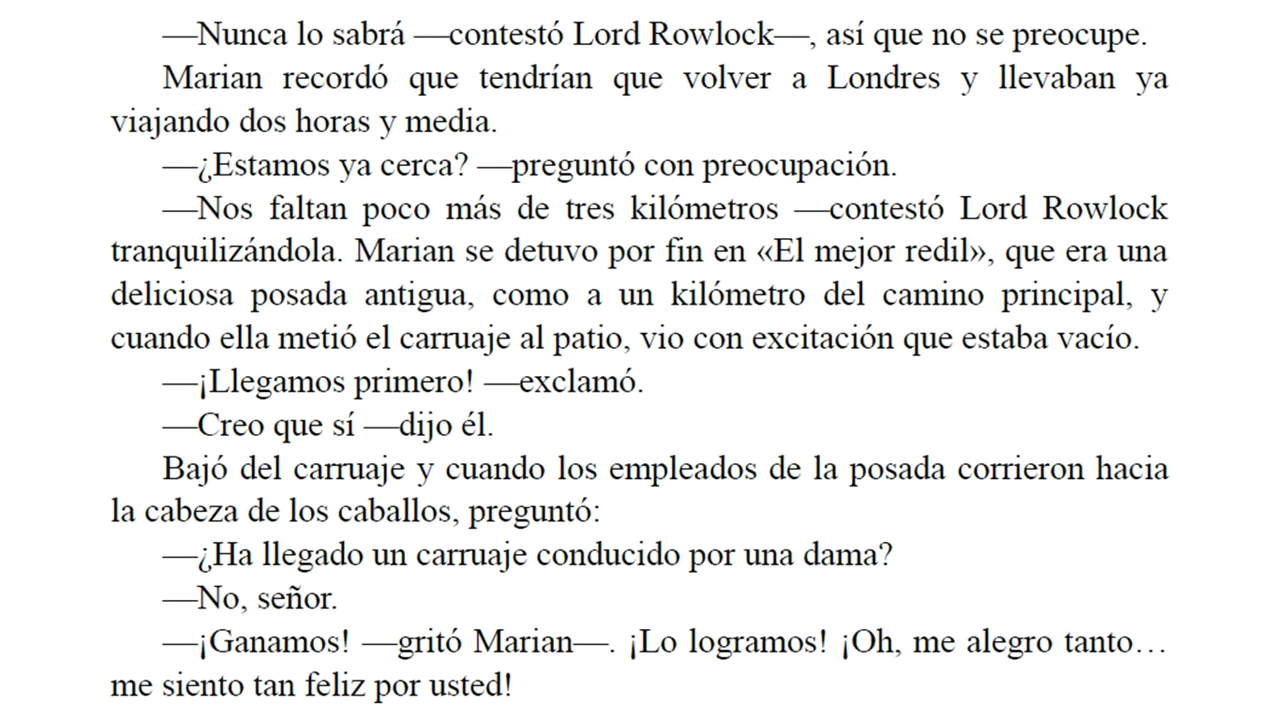 —Nunca lo sabrá —contestó Lord Rowlock—, así que no se preocupe.
Marian recordó que tendrían que volver a Londres y llevaban ya
viajando dos horas y media.
—¿Estamos ya cerca? —preguntó con preocupación.
—Nos faltan poco más de tres kilómetros —contestó Lord Rowlock
tranquilizándola. Marian se detuvo por fin en «El mejor redil», que era una
deliciosa posada antigua, como a un kilómetro del camino principal, y
cuando ella metió el carruaje al patio, vio con excitación que estaba vacío.
—¡Llegamos primero! —exclamó.
—Creo que sí —dijo él.
Bajó del carruaje y cuando los empleados de la posada corrieron hacia
la cabeza de los caballos, preguntó:
—¿Ha llegado un carruaje conducido por una dama?
—No, señor.
—¡Ganamos! —gritó Marian—. ¡Lo logramos! ¡Oh, me alegro tanto…
me siento tan feliz por usted!